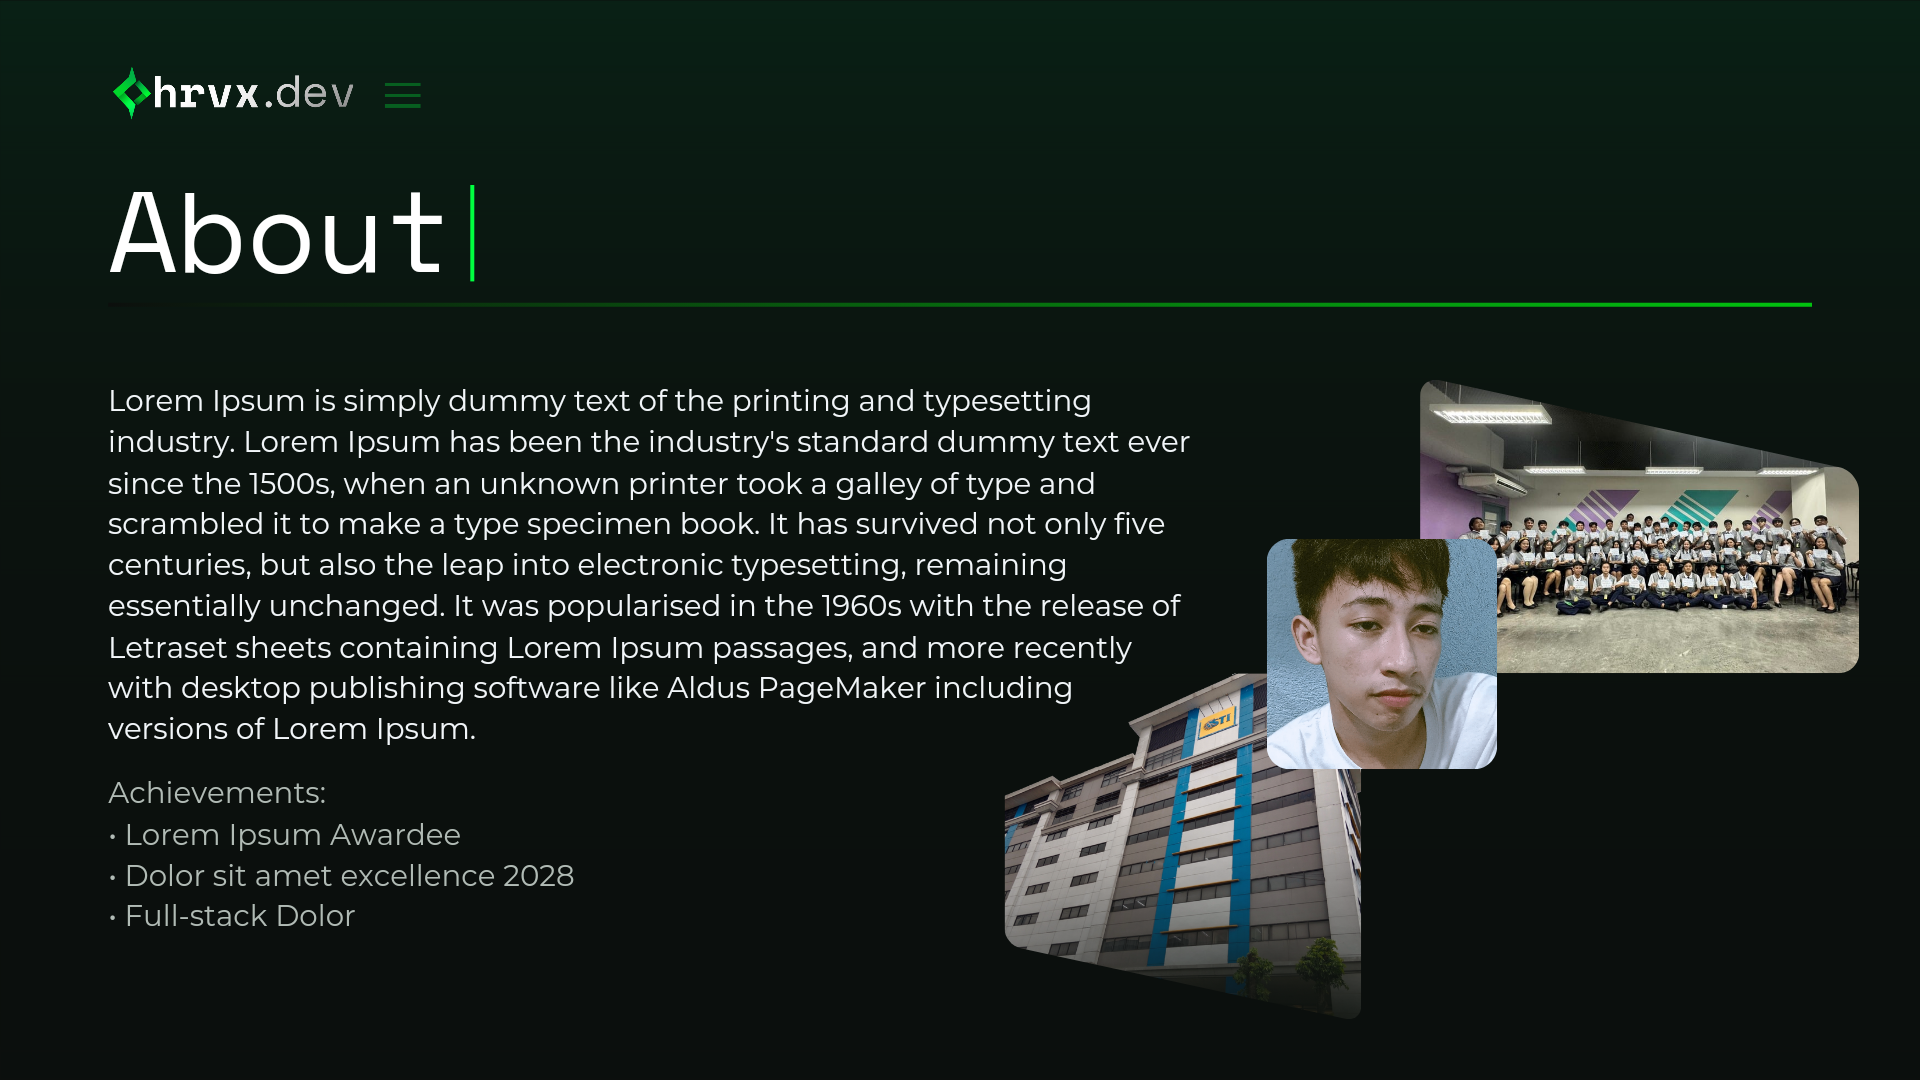 hrvx.dev
About
Lorem Ipsum is simply dummy text of the printing and typesetting
industry. Lorem Ipsum has been the industry's standard dummy text ever
since the 1500s, when an unknown printer took a galley of type and
scrambled it to make a type specimen book. It has survived not only five
centuries, but also the leap into electronic typesetting, remaining
essentially unchanged. It was popularised in the 1960s with the release of
Letraset sheets containing Lorem Ipsum passages, and more recently
with desktop publishing software like Aldus PageMaker including
versions of Lorem Ipsum.
Achievements:
• Lorem Ipsum Awardee
• Dolor sit amet excellence 2028
• Full-stack Dolor
STI